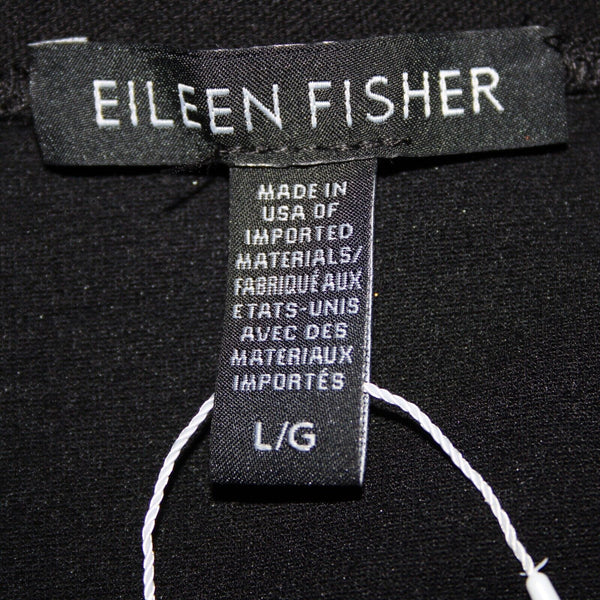 EILEEN FISHER
MADE IN
USA OF
IMPORTED
MATERIALS/
FABRIQUÉ AUX
ETATS-UNIS
AVEC DES
MATERIAUX
IMPORTÉS
L/G